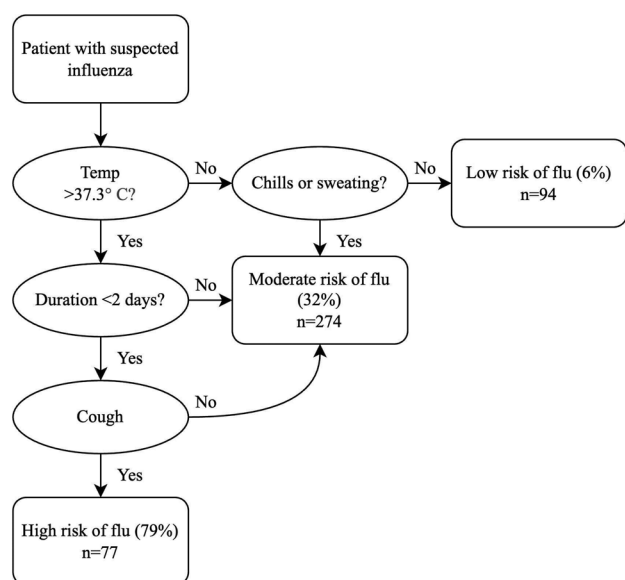 Patient with suspected
influenza
Temp
>37.3° C?
No
Chills or sweating?
No
Low risk of flu (6%)
n=94
Yes
Yes
Duration <2 days?
No
Moderate risk of flu
(32%)
n=274
Yes
Cough
No
Yes
High risk of flu (79%)
n=77